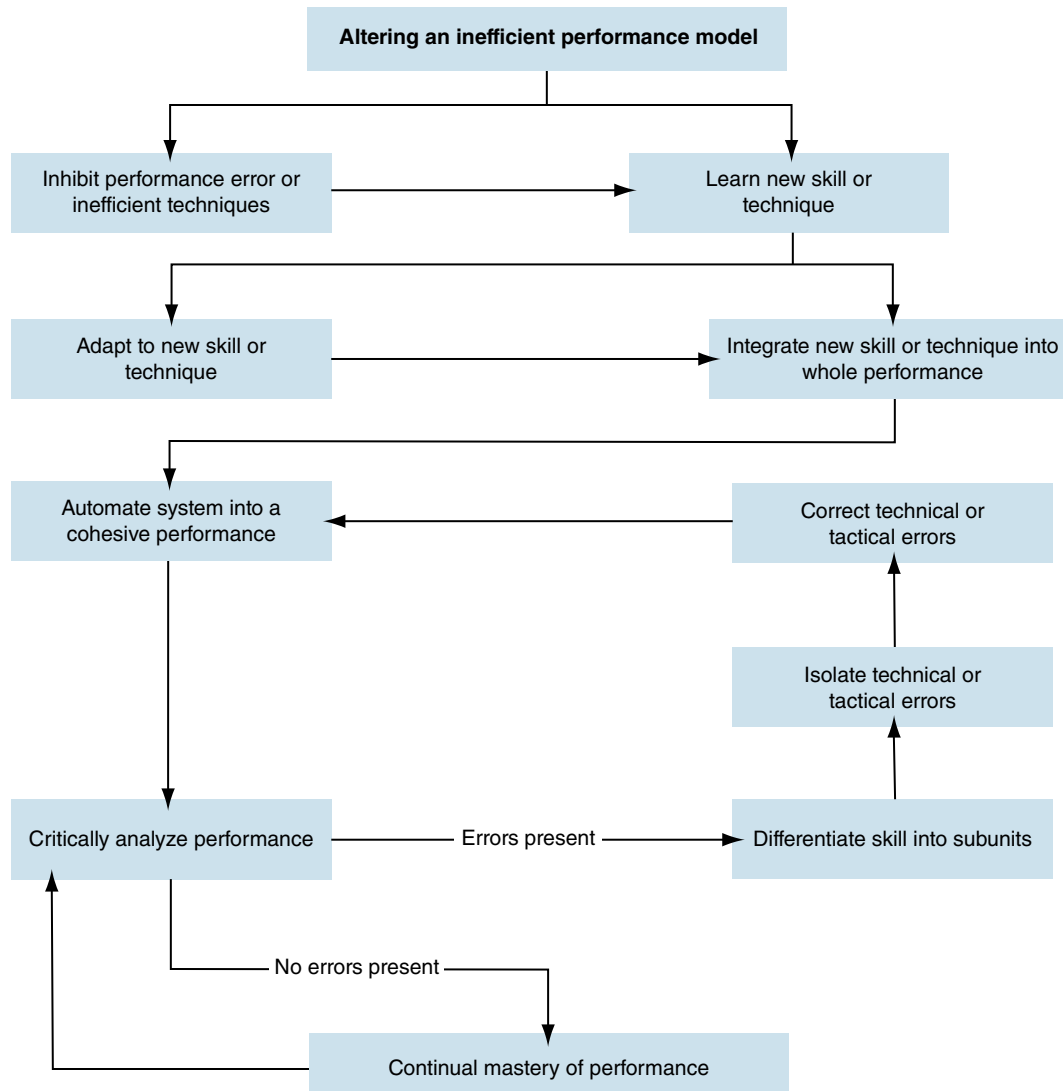 Altering an inefficient performance model
Inhibit performance error or
inefficient techniques
Learn new skill or
technique
Adapt to new skill or
technique
Integrate new skill or technique into
whole performance
Automate system into a
cohesive performance
Correct technical or
tactical errors
Isolate technical or
tactical errors
Critically analyze performance
Errors present
Differentiate skill into subunits
No errors present
Continual mastery of performance